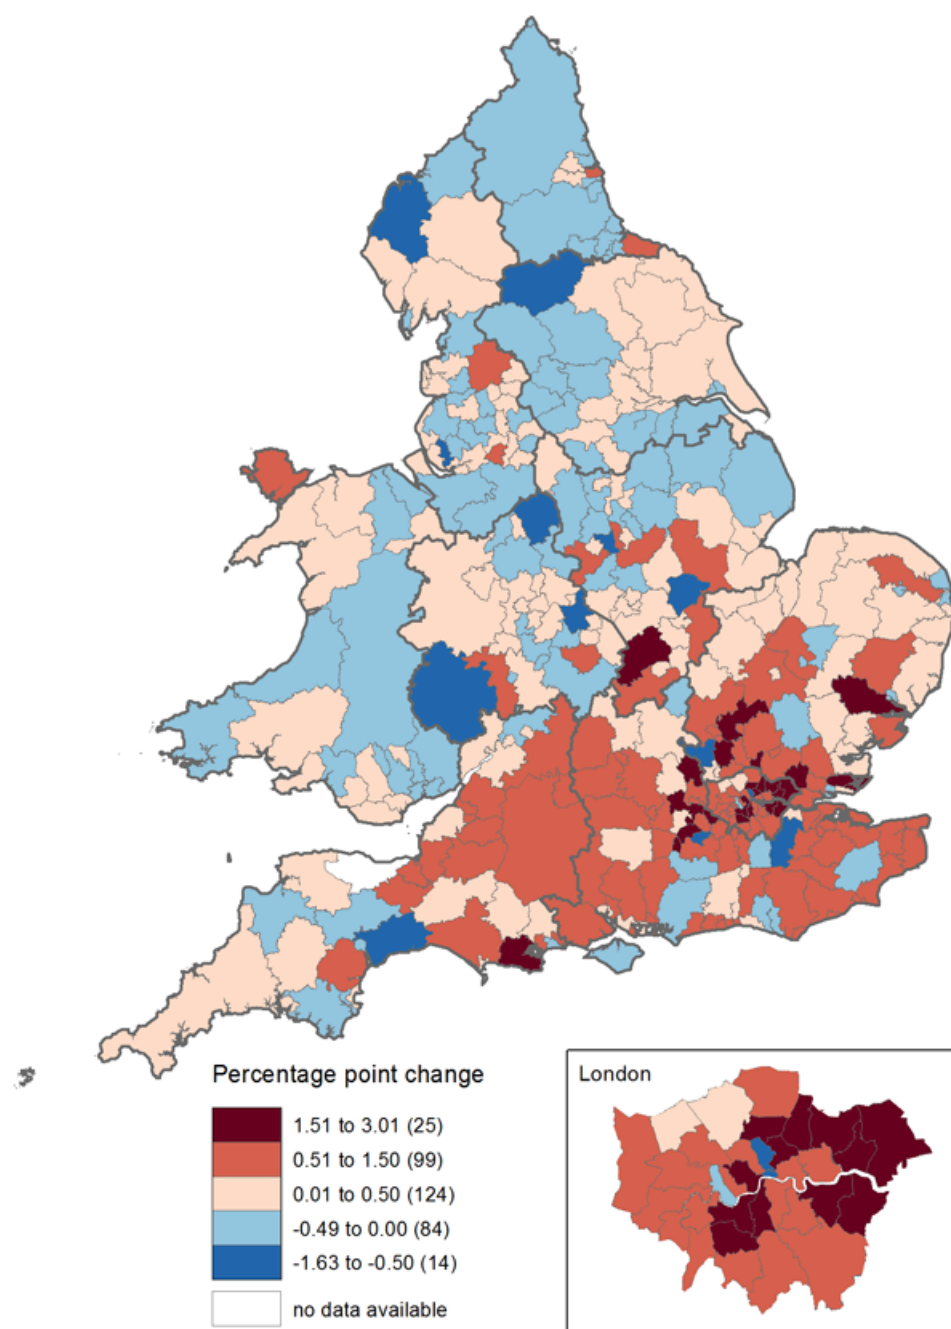 Percentage point change
1.51 to 3.01 (25)
0.51 to 1.50 (99)
0.01 to 0.50 (124)
-0.49 to 0.00 (84)
-1.63 to -0.50 (14)
no data available
London